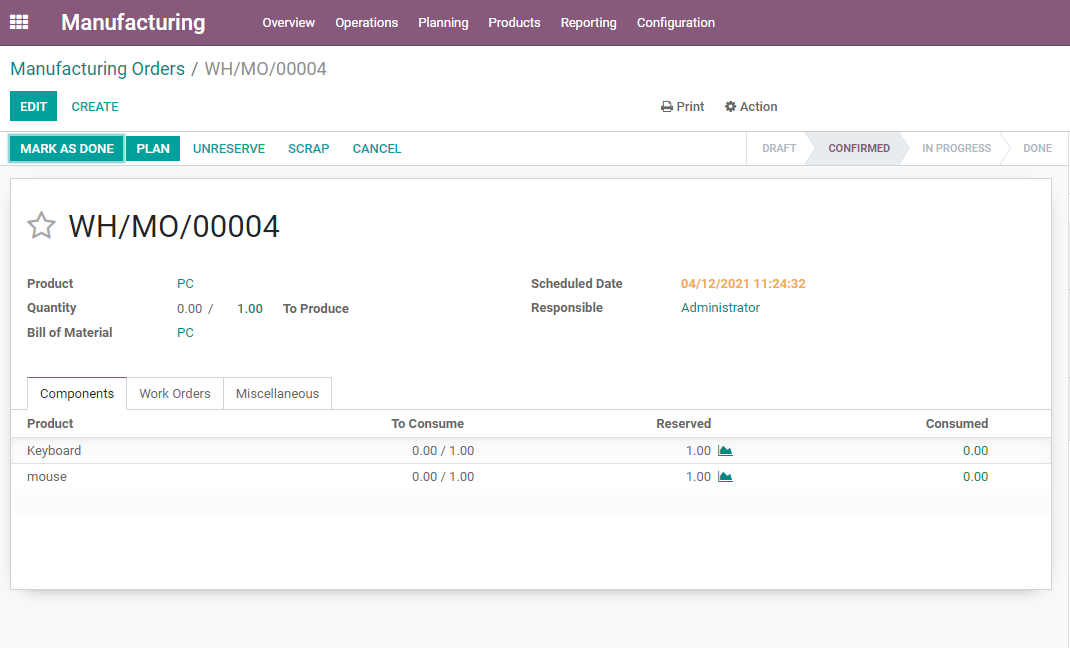 Manufacturing Overview Operations Planning Products Reporting Configuration
Manufacturing Orders / WH/MO/00004
EDIT CREATE Print Action
MARK AS DONE PLAN UNRESERVE SCRAP CANCEL DRAFT CONFIRMED IN PROGRESS DONE
WH/MO/00004
Product PC Scheduled Date 04/12/2021 11:24:32
Quantity 0.00 / 1.00 To Produce Responsible Administrator
Bill of Material PC
Components Work Orders Miscellaneous
Product To Consume Reserved Consumed
Keyboard 0.00 / 1.00 1.00 0.00
mouse 0.00 / 1.00 1.00 0.00